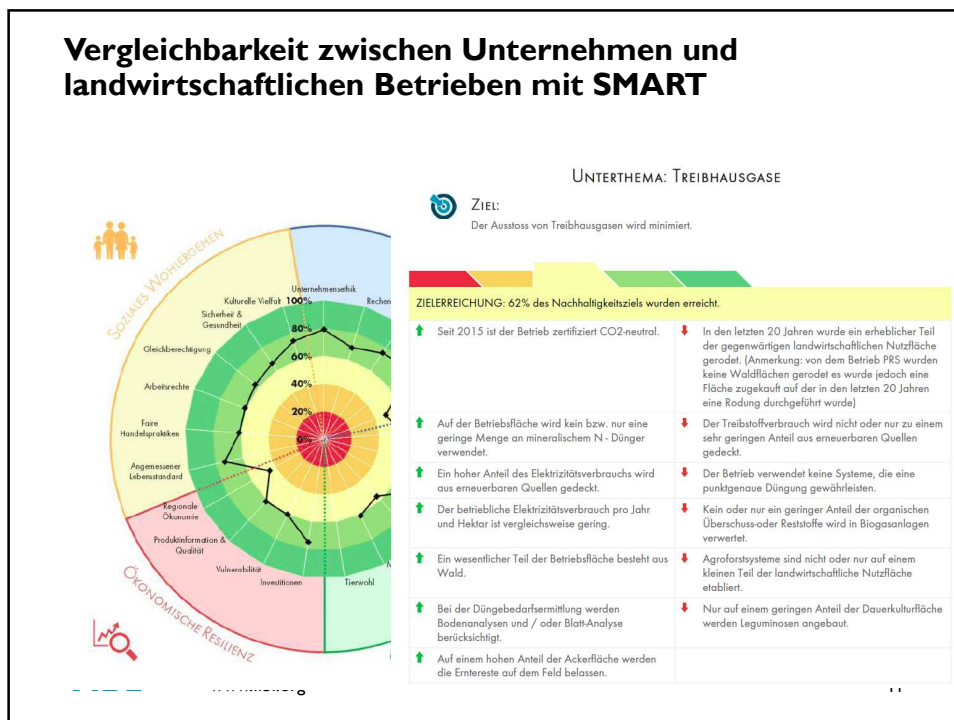 Vergleichbarkeit zwischen Unternehmen und
landwirtschaftlichen Betrieben mit SMART
UNTERTHEMA: TREIBHAUSGASE
ZIEL:
Der Ausstoss von Treibhausgasen wird minimiert.
SOZIALES WOHLERGEHEN
Unternehmensethik
Kulturelle Vielfalt
100%
Sicherheit &
Gesundheit
80%
Gleichberechtigung
60%
Arbeitsrechte
40%
Faire
Handelspraktiken
20%
0%
Angemessener
Lebensstandard
Regionale
Ökonomie
Produktinformation &
Qualität
Vulnerabilität
Investitionen
Tierwohl
ÖKONOMISCHE RESILIENZ
ZIELERREICHUNG: 62% des Nachhaltigkeitsziels wurden erreicht.
Seit 2015 ist der Betrieb zertifiziert CO2-neutral.
In den letzten 20 Jahren wurde ein erheblicher Teil
der gegenwärtigen landwirtschaftlichen Nutzfläche
gerodet. (Anmerkung: von dem Betrieb PRS wurden
keine Waldflächen gerodet es wurde jedoch eine
Fläche zugekauft auf der in den letzten 20 Jahren
eine Rodung durchgeführt wurde)
Auf der Betriebsfläche wird kein bzw. nur eine
geringe Menge an mineralischem N - Dünger
verwendet.
Der Treibstoffverbrauch wird nicht oder nur zu einem
sehr geringen Anteil aus erneuerbaren Quellen
gedeckt.
Ein hoher Anteil des Elektrizitätsverbrauchs wird
aus erneuerbaren Quellen gedeckt.
Der Betrieb verwendet keine Systeme, die eine
punktgenaue Düngung gewährleisten.
Der betriebliche Elektrizitätsverbrauch pro Jahr
und Hektar ist vergleichsweise gering.
Kein oder nur ein geringer Anteil der organischen
Überschuss-oder Reststoffe wird in Biogasanlagen
verwertet.
Ein wesentlicher Teil der Betriebsfläche besteht aus
Wald.
Agroforstsysteme sind nicht oder nur auf einem
kleinen Teil der landwirtschaftliche Nutzfläche
etabliert.
Bei der Düngebedarfsermittlung werden
Bodenanalysen und / oder Blatt-Analyse
berücksichtigt.
Nur auf einem geringen Anteil der Dauerkulturfläche
werden Leguminosen angebaut.
Auf einem hohen Anteil der Ackerfläche werden
die Erntereste auf dem Feld belassen.